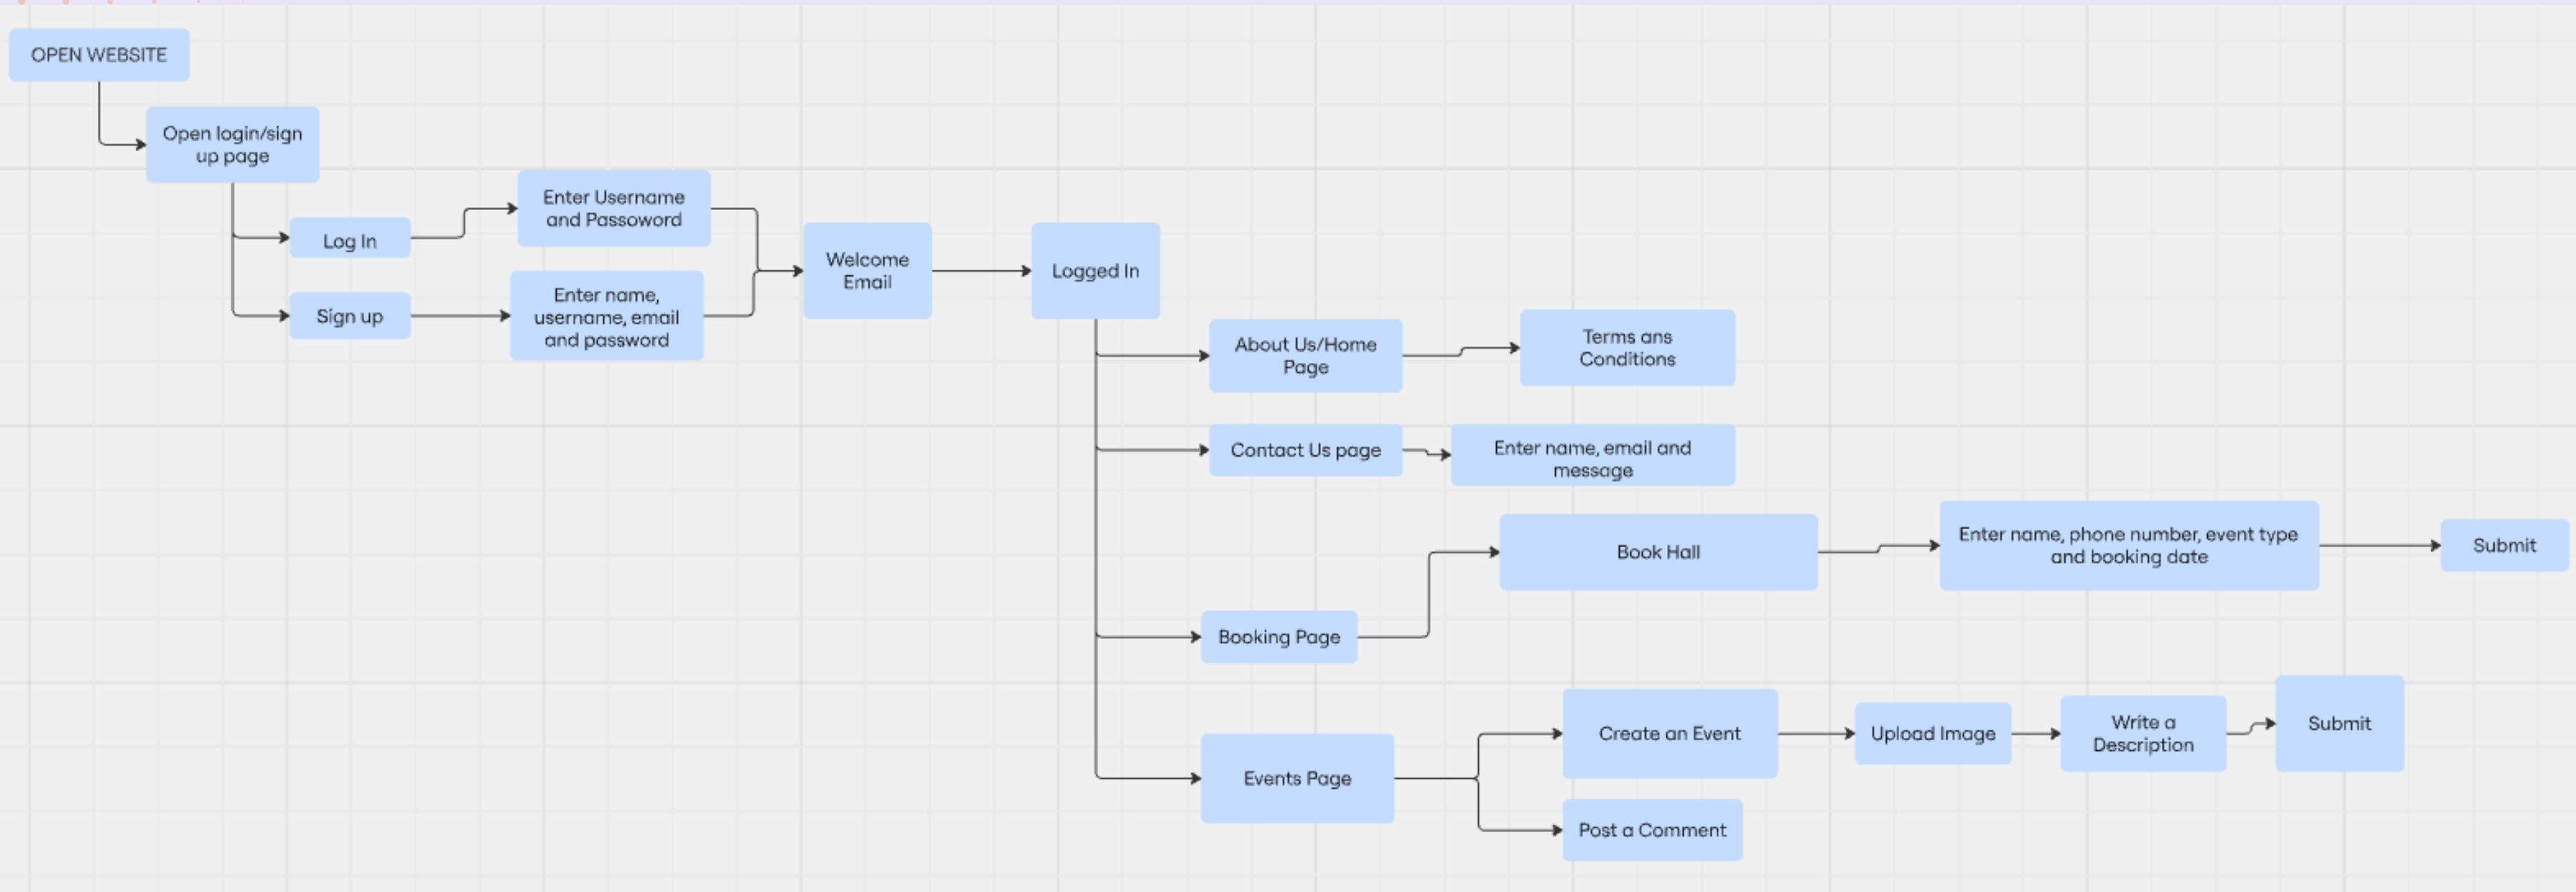 OPEN WEBSITE
Open login/sign
up page
Log In
Sign up
Enter Username
and Passoword
Enter name,
username, email
and password
Welcome
Email
Logged In
About Us/Home
Page
Terms ans
Conditions
Contact Us page
Enter name, email and
message
Booking Page
Book Hall
Enter name, phone number, event type
and booking date
Submit
Events Page
Create an Event
Upload Image
Write a
Description
Submit
Post a Comment